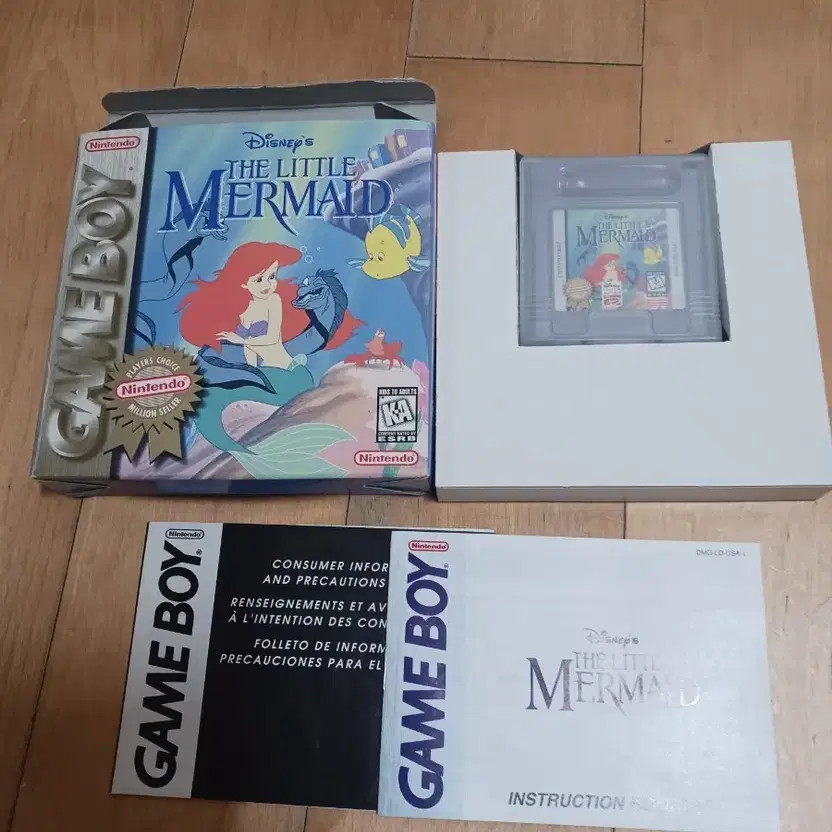 Nintendo
GAME BOY
Disney's
THE LITTLE
MERMAID
PLAYERS CHOICE
Nintendo
MILLION SELLER
KIDS TO ADULTS
K-A
CONTENT RATED BY
ESRB
Nintendo
Disney's
THE LITTLE
MERMAID
K-A
Nintendo
GAME BOY
CONSUMER INFOR
AND PRECAUTIONS
RENSEIGNEMENTS ET AV
À L'INTENTION DES CON
FOLLETO DE INFORM
PRECAUCIONES PARA EL
Nintendo
GAME BOY
DMG-LD-USA-1
Disney's
THE LITTLE
MERMAID
INSTRUCTION